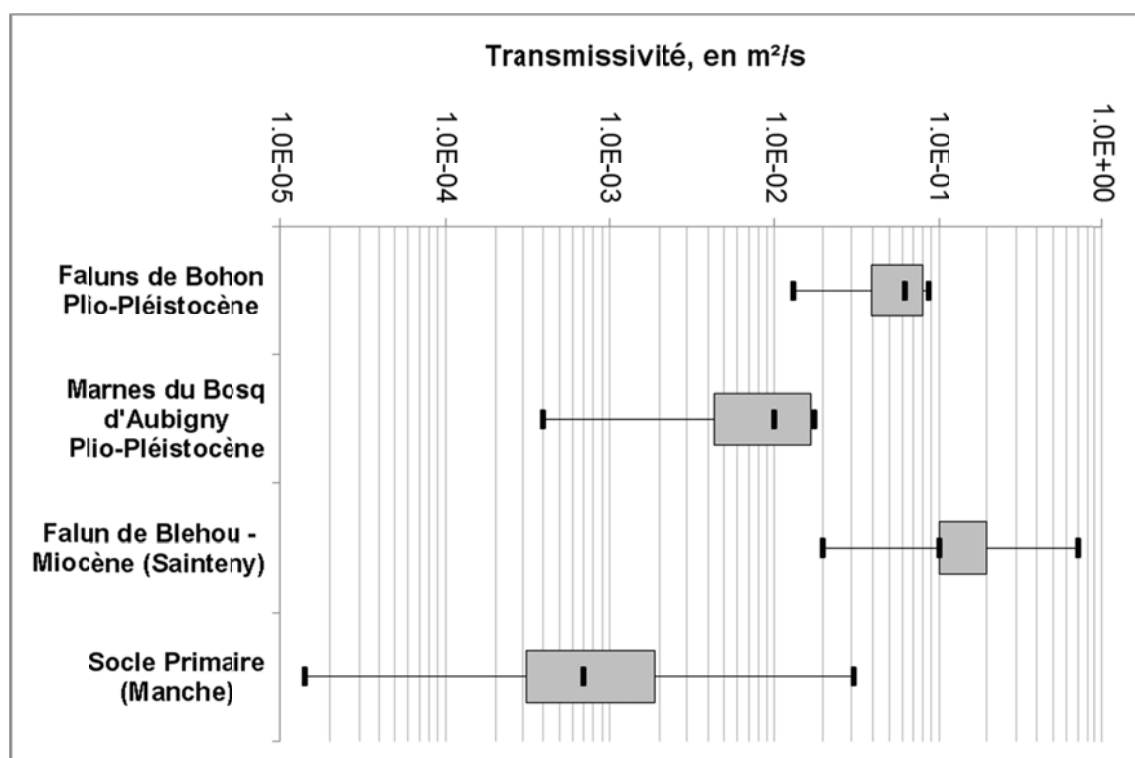 Transmissivité, en m²/s
1.0E-05
1.0E-04
1.0E-03
1.0E-02
1.0E-01
1.0E+00
Faluns de Bohon
Plio-Pléistocène
Marnes du Bosq
d'Aubigny
Plio-Pléistocène
Falun de Blehou -
Miocène (Sainteny)
Socle Primaire
(Manche)